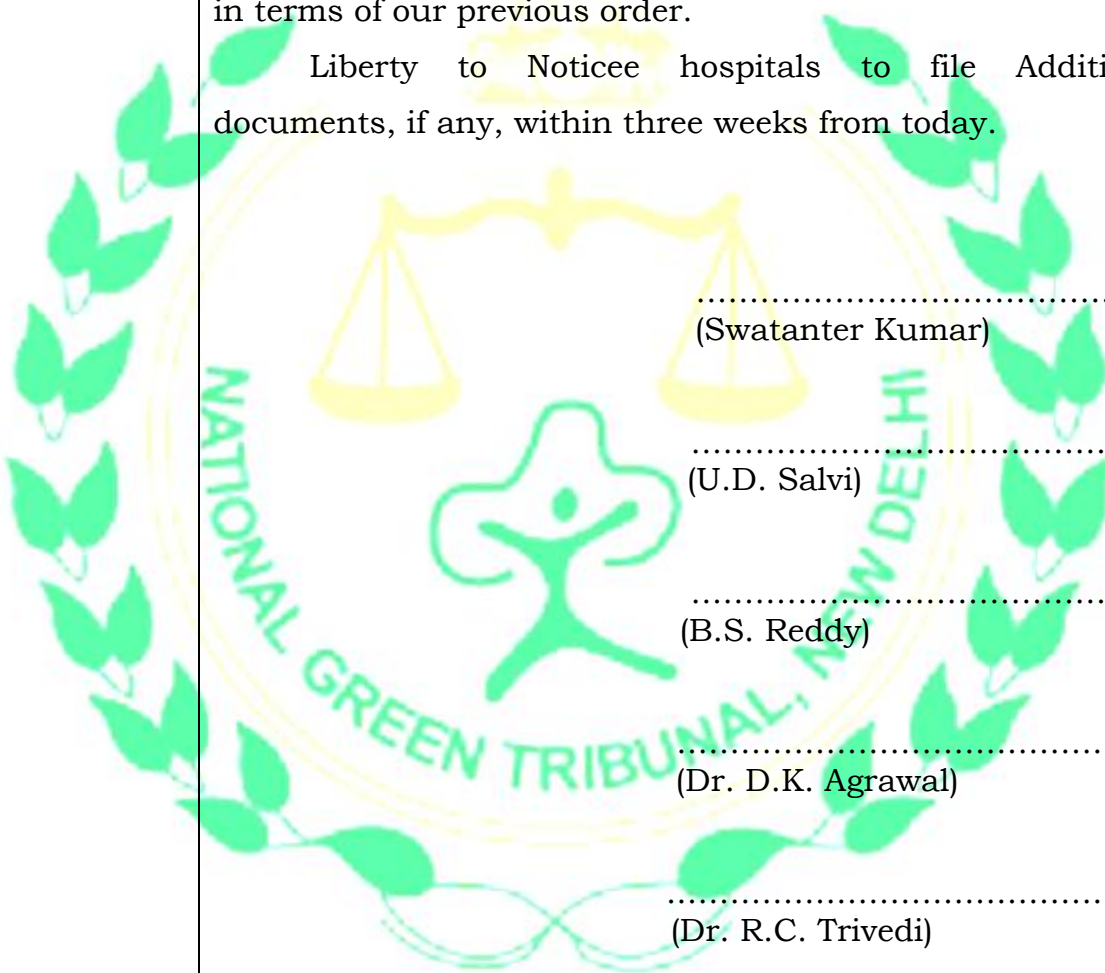 in terms of our previous order.
Liberty to Noticee hospitals to file Additi
documents, if any, within three weeks from today.
…………………………………
(Swatanter Kumar)
…………………………………
(U.D. Salvi)
…………………………………
(B.S. Reddy)
…………………………………
(Dr. D.K. Agrawal)
…………………………………
(Dr. R.C. Trivedi)
NATIONAL GREEN TRIBUNAL, NEW DELHI